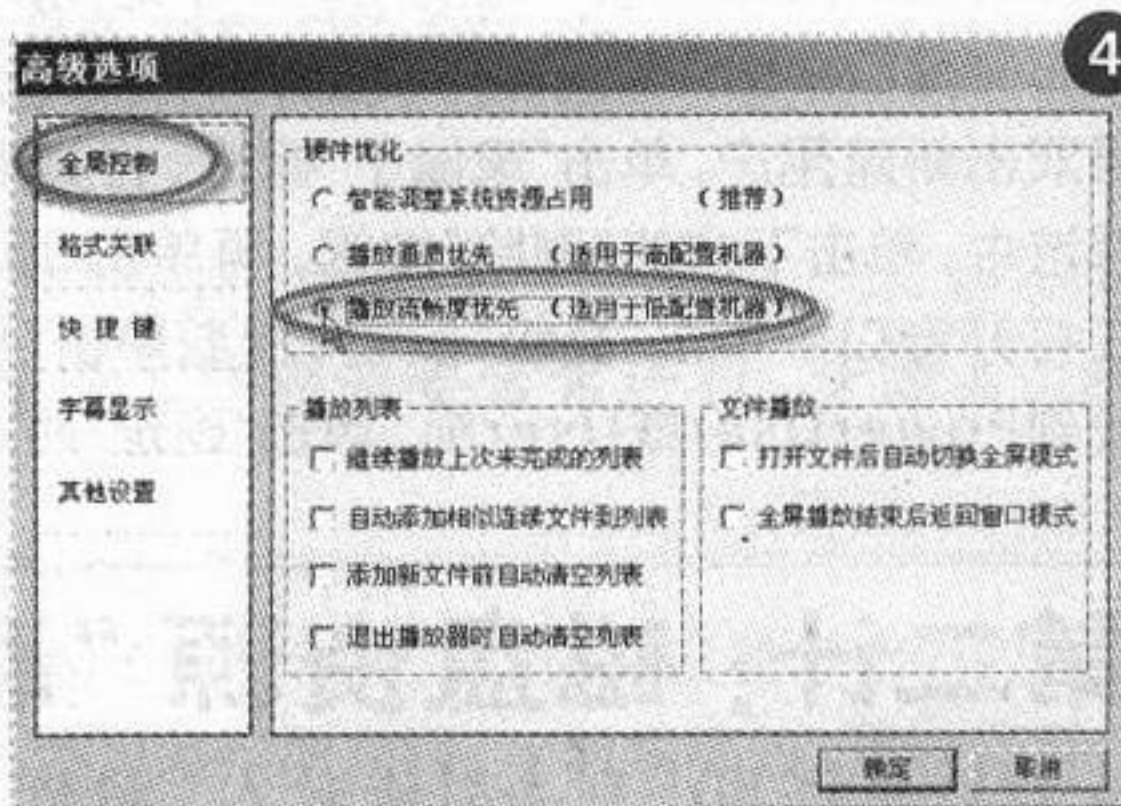 4
高级选项
全局控制
格式关联
快 捷 键
字幕显示
其他设置
硬件优化
智能调整系统资源占用 （推荐）
播放画质优先 （适用于高配置机器）
播放流畅度优先 （适用于低配置机器）
播放列表
继续播放上次未完成的列表
自动添加相似连续文件到列表
添加新文件前自动清空列表
退出播放器时自动清空列表
文件播放
打开文件后自动切换全屏模式
全屏播放结束后返回窗口模式
确定
取消